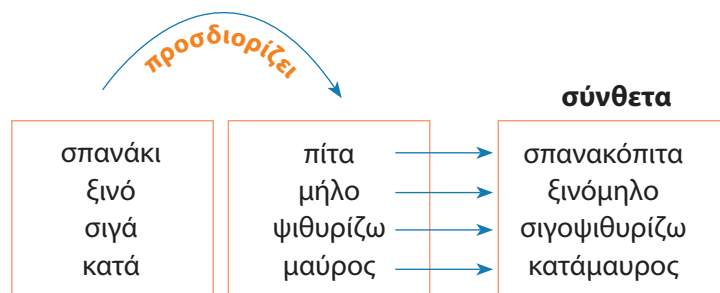 προσδιορίζει
σύνθετα
σπανάκι πίτα σπανακόπιτα
ξινό μήλο ξινόμηλο
σιγά ψιθυρίζω σιγοψιθυρίζω
κατά μαύρος κατάμαυρος